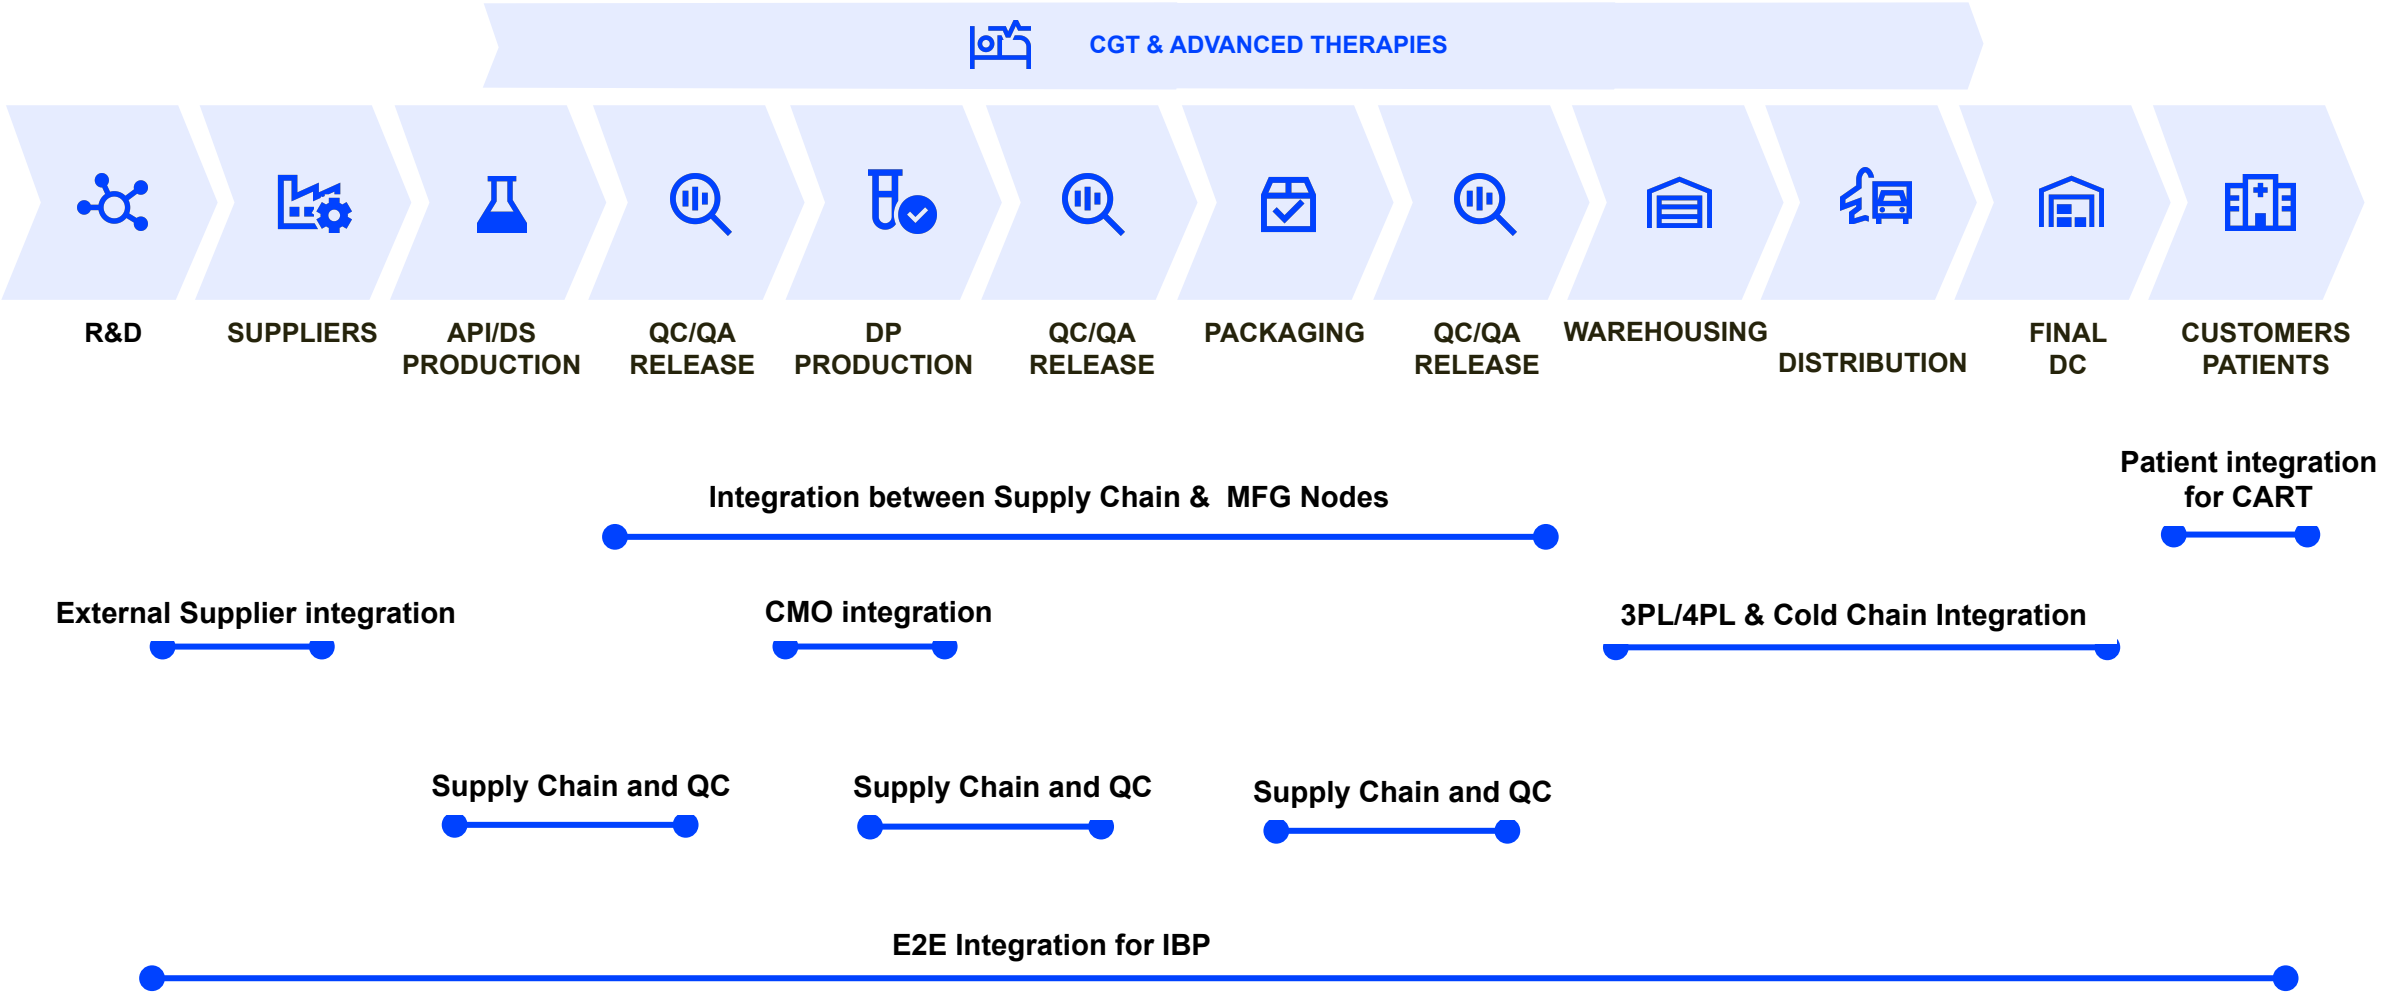 CGT & ADVANCED THERAPIES
R&D
SUPPLIERS
API/DS
PRODUCTION
QC/QA
RELEASE
DP
PRODUCTION
QC/QA
RELEASE
PACKAGING
QC/QA
RELEASE
WAREHOUSING
DISTRIBUTION
FINAL
DC
CUSTOMERS
PATIENTS
Patient integration
for CART
Integration between Supply Chain & MFG Nodes
External Supplier integration
CMO integration
3PL/4PL & Cold Chain Integration
Supply Chain and QC
Supply Chain and QC
Supply Chain and QC
E2E Integration for IBP